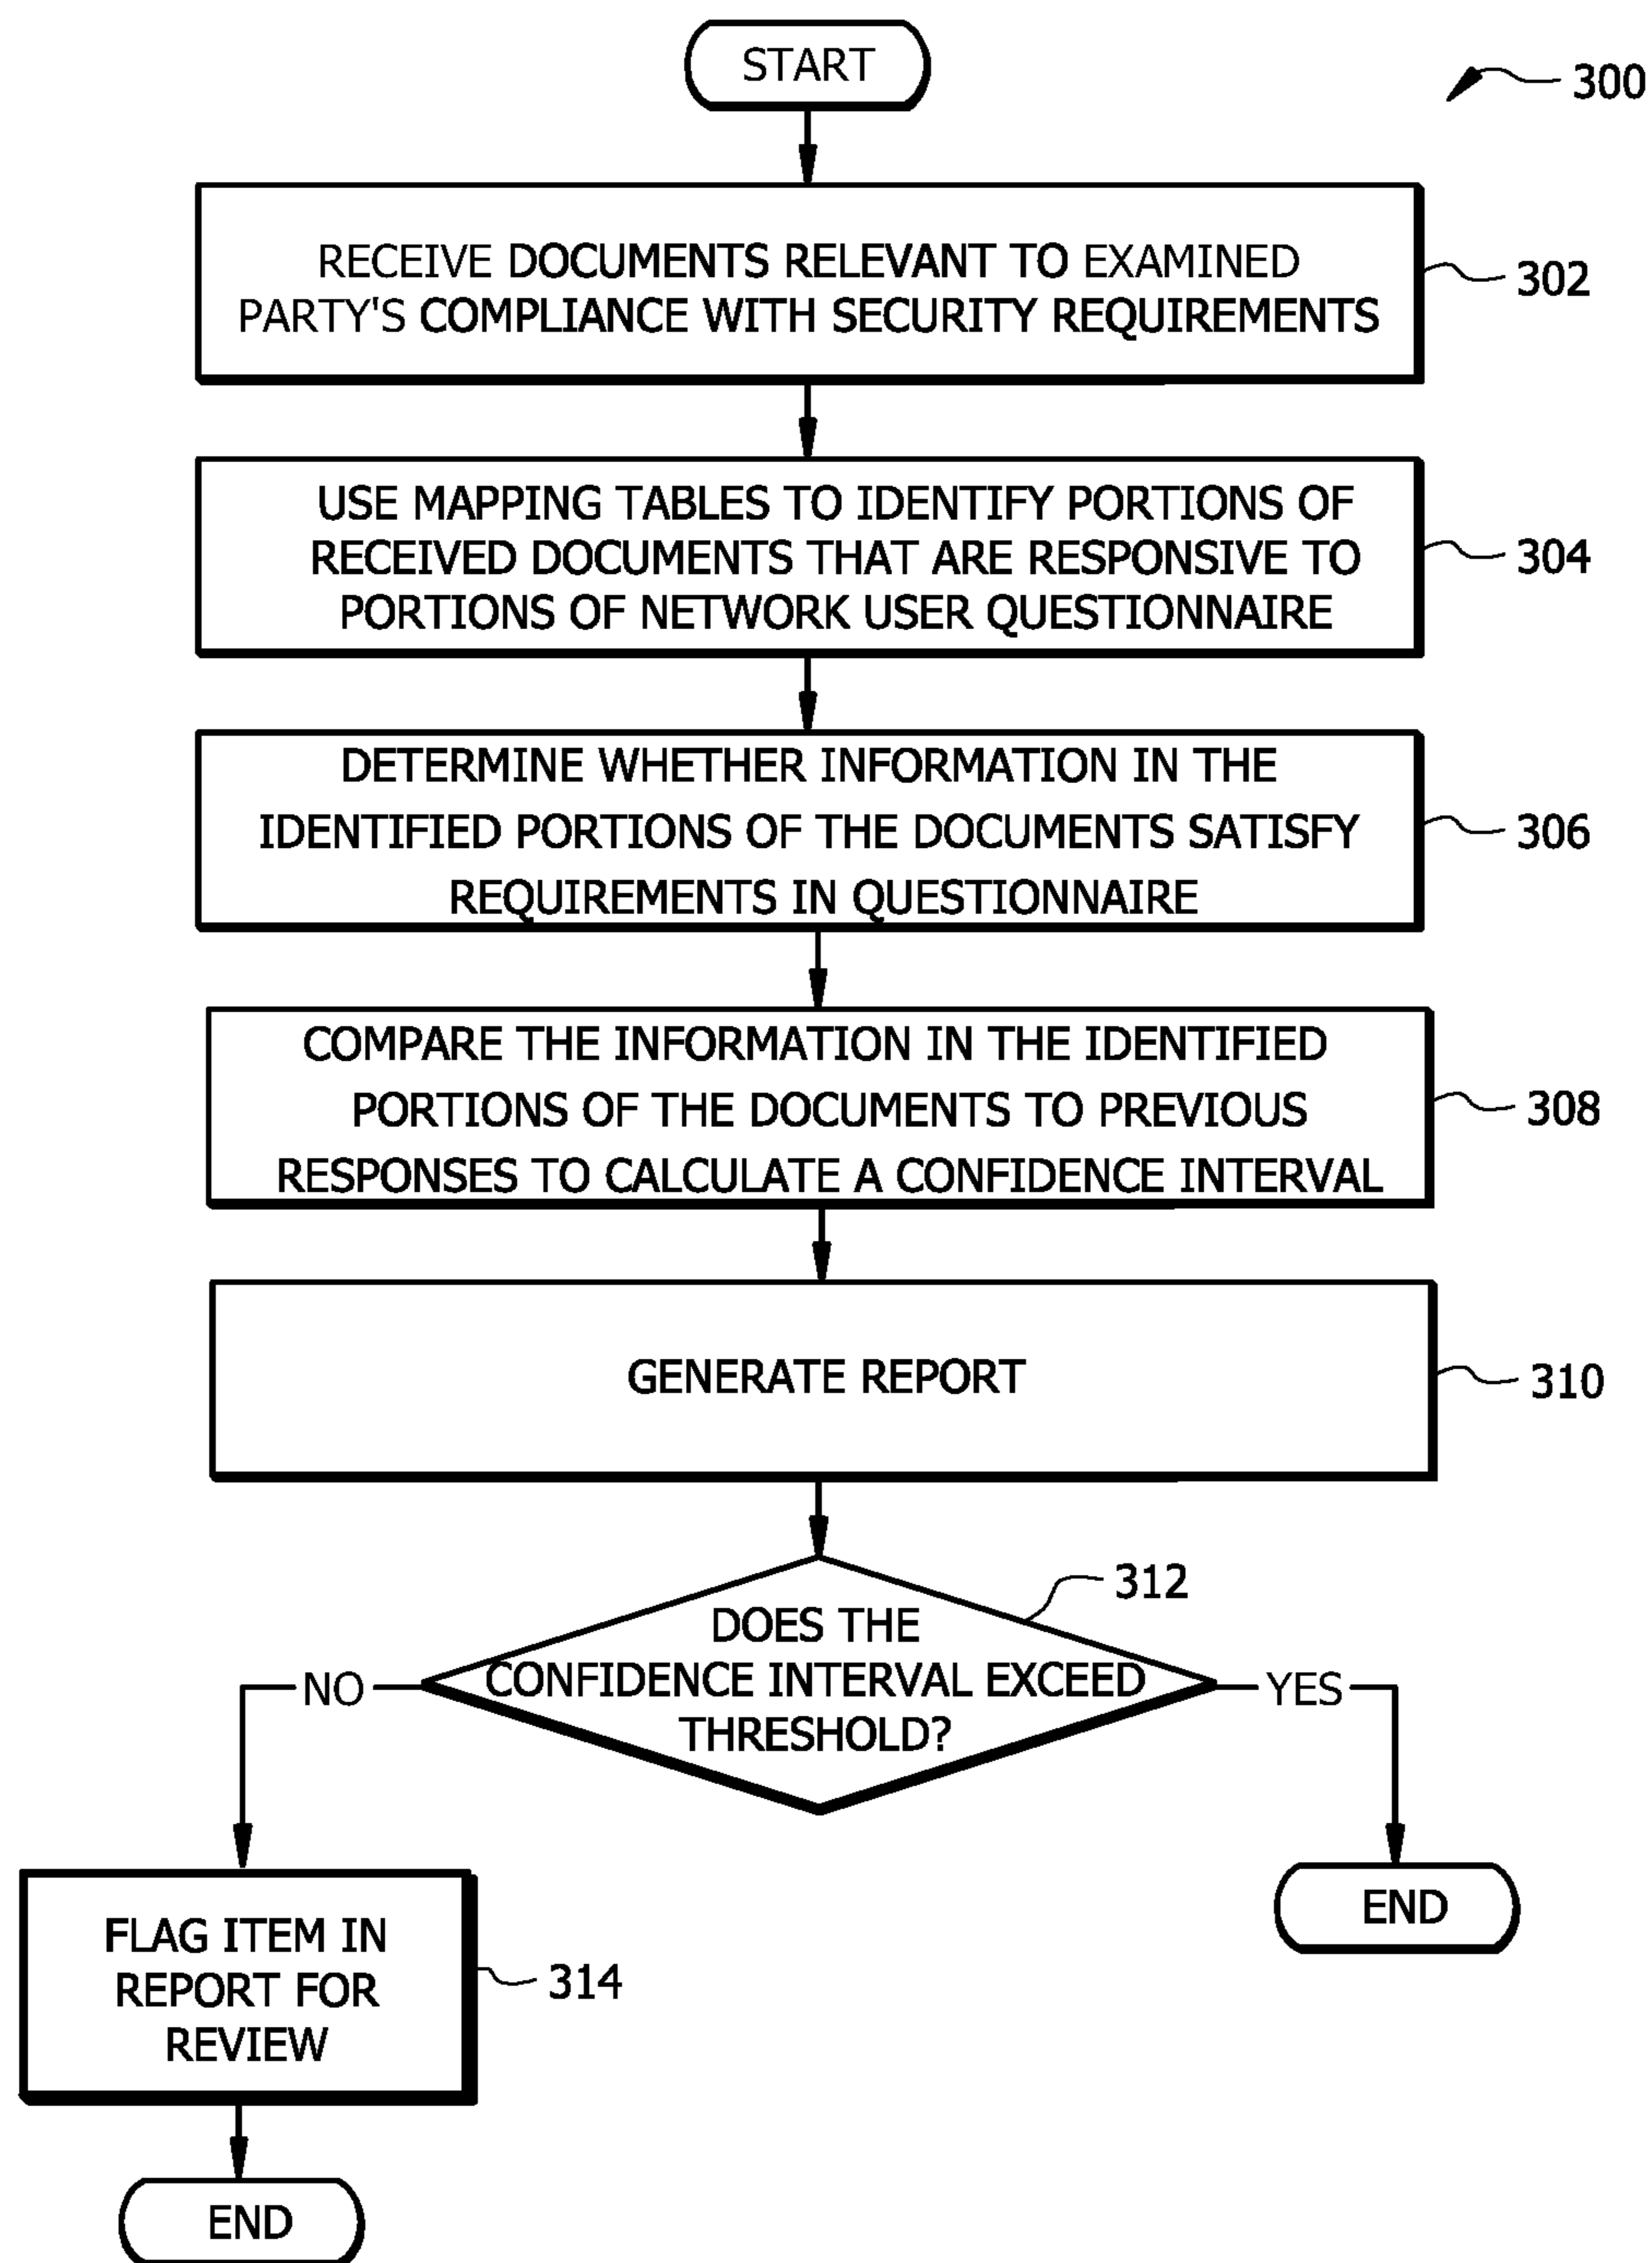 START
300
RECEIVE DOCUMENTS RELEVANT TO EXAMINED
PARTY'S COMPLIANCE WITH SECURITY REQUIREMENTS
302
USE MAPPING TABLES TO IDENTIFY PORTIONS OF
RECEIVED DOCUMENTS THAT ARE RESPONSIVE TO
PORTIONS OF NETWORK USER QUESTIONNAIRE
304
DETERMINE WHETHER INFORMATION IN THE
IDENTIFIED PORTIONS OF THE DOCUMENTS SATISFY
REQUIREMENTS IN QUESTIONNAIRE
306
COMPARE THE INFORMATION IN THE IDENTIFIED
PORTIONS OF THE DOCUMENTS TO PREVIOUS
RESPONSES TO CALCULATE A CONFIDENCE INTERVAL
308
GENERATE REPORT
310
312
DOES THE
CONFIDENCE INTERVAL EXCEED
THRESHOLD?
NO
YES
FLAG ITEM IN
REPORT FOR
REVIEW
314
END
END